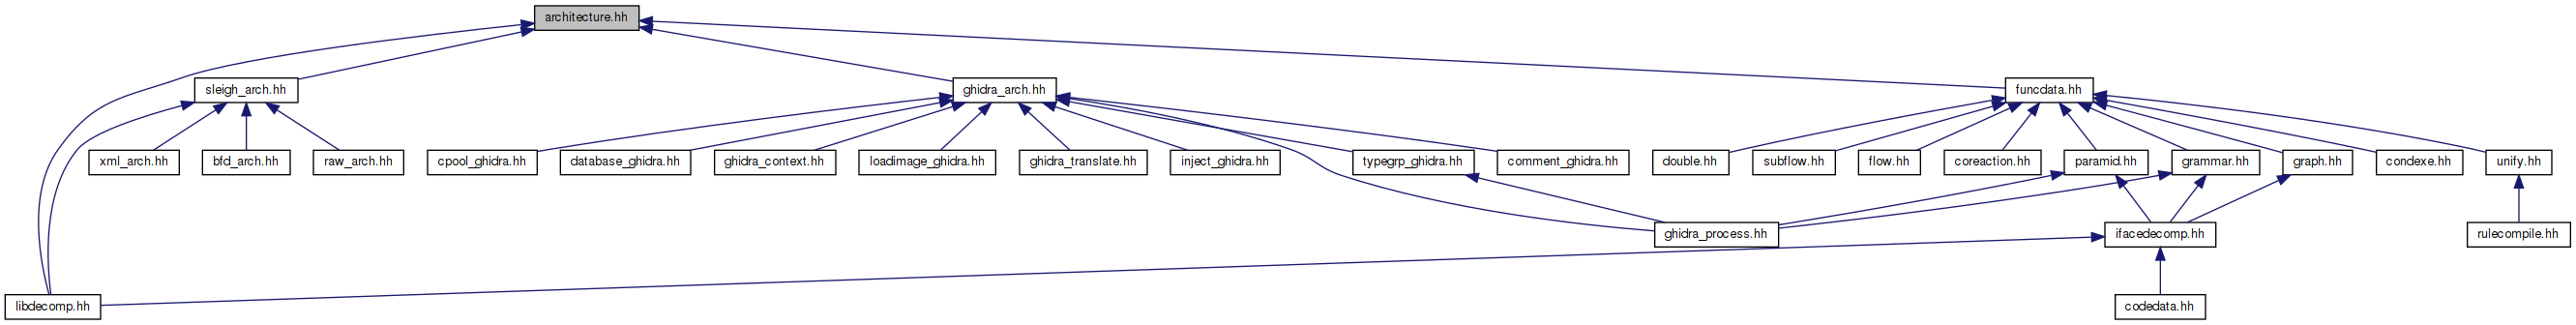 architecture.hh
sleigh_arch.hh
ghidra_arch.hh
funcdata.hh
xml_arch.hh
bfd_arch.hh
raw_arch.hh
cpool_ghidra.hh
database_ghidra.hh
ghidra_context.hh
loadimage_ghidra.hh
ghidra_translate.hh
inject_ghidra.hh
typegrp_ghidra.hh
comment_ghidra.hh
double.hh
subflow.hh
flow.hh
coreaction.hh
paramid.hh
grammar.hh
graph.hh
condexe.hh
unify.hh
ghidra_process.hh
ifacedecomp.hh
rulecompile.hh
libdecomp.hh
codedata.hh